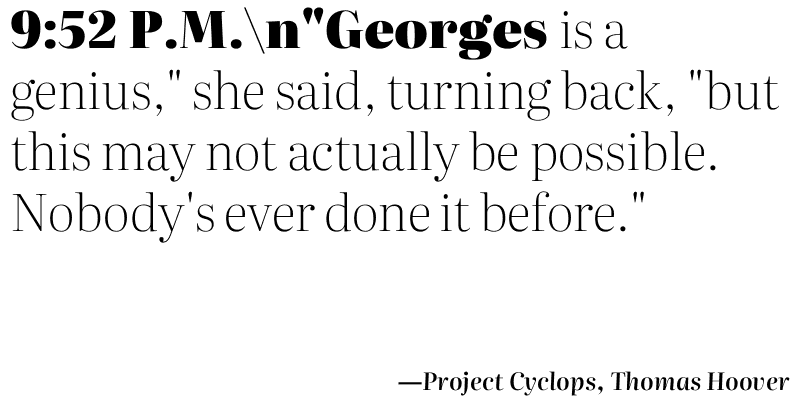 9:52 P.M.\n"Georges is a
genius," she said, turning back, "but
this may not actually be possible.
Nobody's ever done it before."
—Project Cyclops, Thomas Hoover